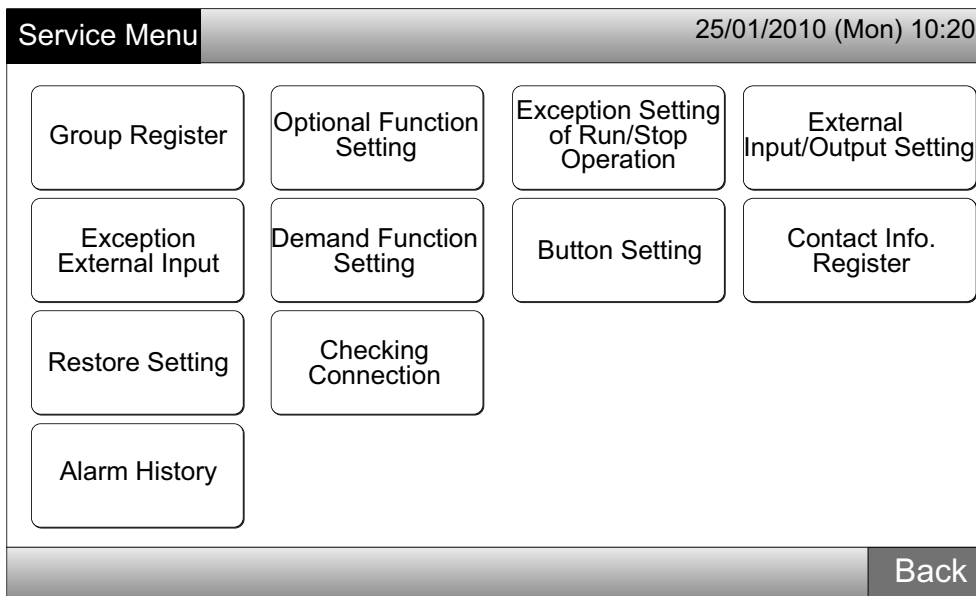 Service Menu
25/01/2010 (Mon) 10:20
Group Register
Optional Function
Setting
Exception Setting
of Run/Stop
Operation
External
Input/Output Setting
Exception
External Input
Demand Function
Setting
Button Setting
Contact Info.
Register
Restore Setting
Checking
Connection
Alarm History
Back